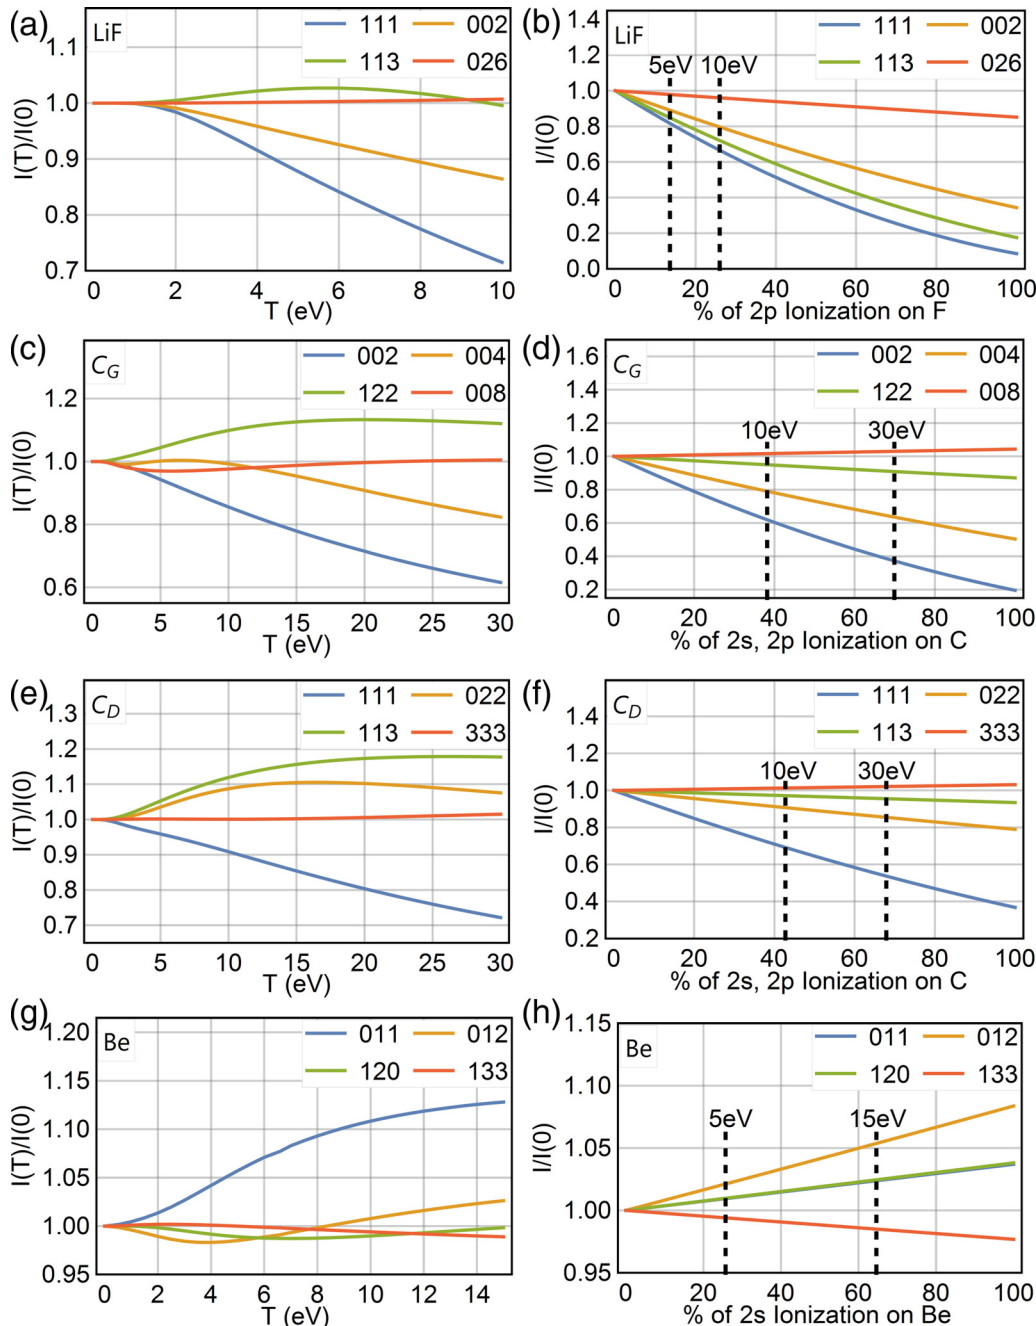 (a)
LiF
111
002
113
026
1.1
1.0
0.9
0.8
0.7
I(T)/I(0)
0 2 4 6 8 10
T (eV)
(b)
LiF
111
002
113
026
5eV 10eV
1.4
1.2
1.0
0.8
0.6
0.4
0.2
0.0
I/I(0)
20 40 60 80 100
% of 2p Ionization on F
(c)
C_G
002
004
122
008
1.2
1.0
0.8
0.6
I(T)/I(0)
0 5 10 15 20 25 30
T (eV)
(d)
C_G
002
004
122
008
10eV 30eV
1.6
1.4
1.2
1.0
0.8
0.6
0.4
0.2
I/I(0)
0 20 40 60 80 100
% of 2s, 2p Ionization on C
(e)
C_D
111
022
113
333
1.3
1.2
1.1
1.0
0.9
0.8
0.7
I(T)/I(0)
0 5 10 15 20 25 30
T (eV)
(f)
C_D
111
022
113
333
10eV 30eV
1.4
1.2
1.0
0.8
0.6
0.4
0.2
I/I(0)
0 20 40 60 80 100
% of 2s, 2p Ionization on C
(g)
Be
011
012
120
133
1.20
1.15
1.10
1.05
1.00
0.95
I(T)/I(0)
0 2 4 6 8 10 12 14
T (eV)
(h)
Be
011
012
120
133
5eV 15eV
1.15
1.10
1.05
1.00
0.95
I/I(0)
0 20 40 60 80 100
% of 2s Ionization on Be